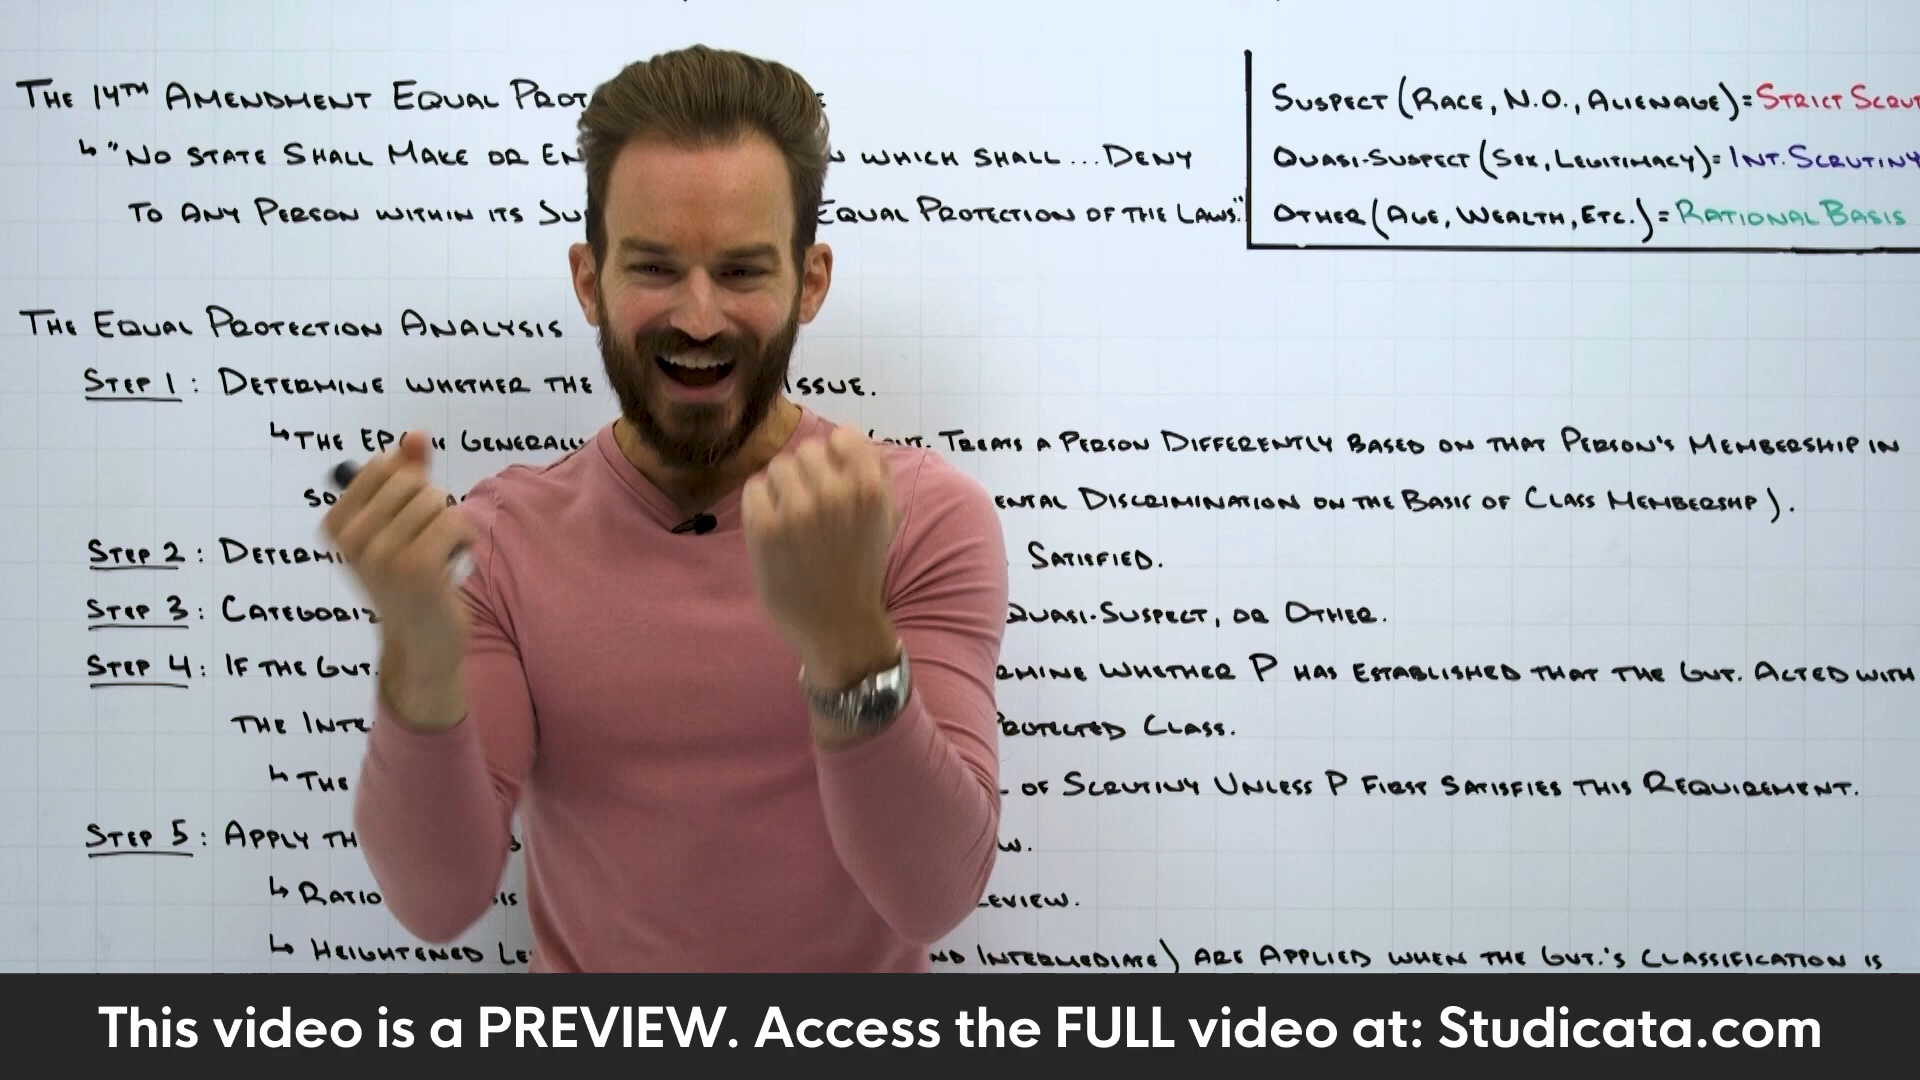 THE 14TH AMENDMENT EQUAL PROT
↳ "NO STATE SHALL MAKE OR EN WHICH SHALL...DENY
TO ANY PERSON WITHIN ITS EQUAL PROTECTION OF THE LAWS."
SUSPECT (RACE, N.O., ALIENAGE) = STRICT SCRUT
QUASI-SUSPECT (SEX, LEGITIMACY) = INT. SCRUTINY
OTHER (AGE, WEALTH, ETC.) = RATIONAL BASIS
THE EQUAL PROTECTION ANALYSIS
STEP 1: DETERMINE WHETHER THE ISSUE.
↳ THE EPC IS GENERALLY GVT. TREATS A PERSON DIFFERENTLY BASED ON THAT PERSON'S MEMBERSHIP IN
SO ENTAL DISCRIMINATION ON THE BASIS OF CLASS MEMBERSHIP).
STEP 2: DETERMI SATISFIED.
STEP 3: CATEGORIZ QUASI-SUSPECT, OR OTHER.
STEP 4: IF THE GVT. RMINE WHETHER P HAS ESTABLISHED THAT THE GVT. ACTED WITH
THE INTE PROTECTED CLASS.
↳ THE OF SCRUTINY UNLESS P FIRST SATISFIES THIS REQUIREMENT.
STEP 5: APPLY TH W.
↳ RATIO IS EVIEW.
↳ HEIGHTENED LE ND INTERMEDIATE) ARE APPLIED WHEN THE GVT.'S CLASSIFICATION IS
This video is a PREVIEW. Access the FULL video at: Studicata.com